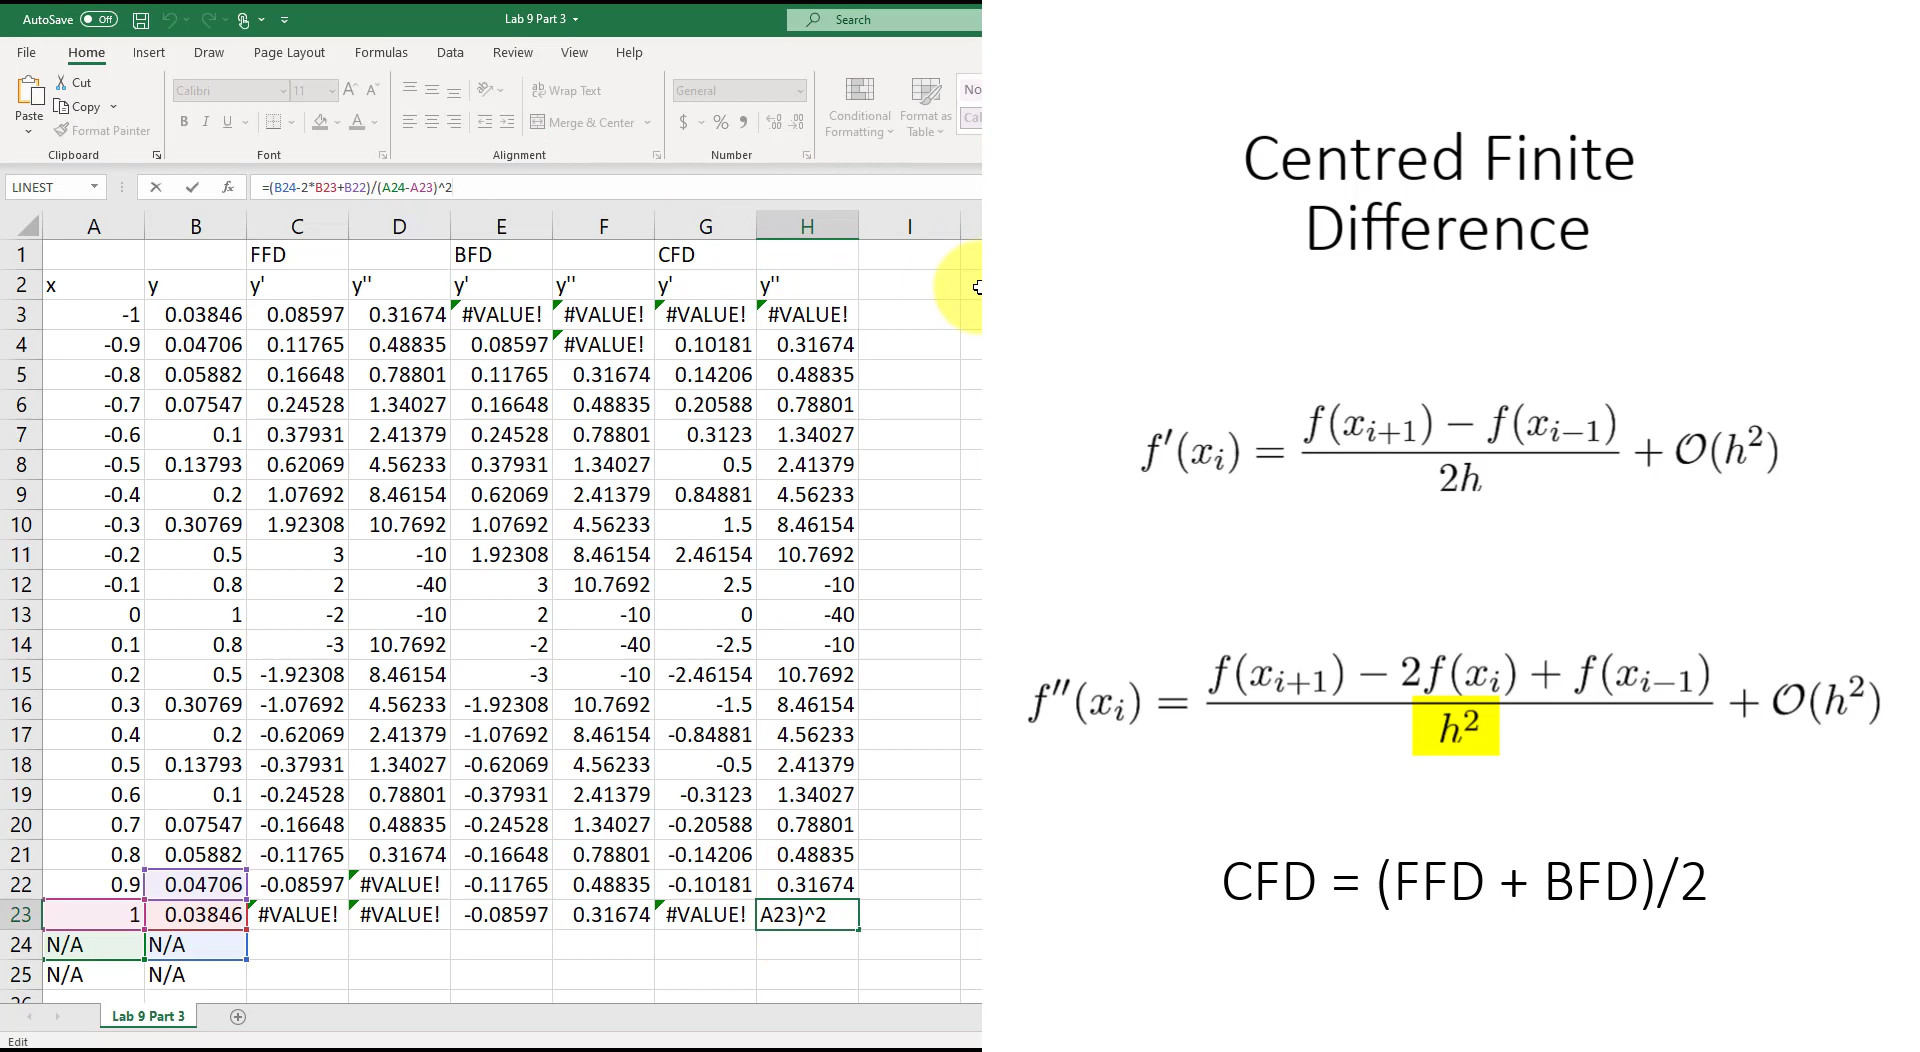 AutoSave Off Lab 9 Part 3 Search
File Home Insert Draw Page Layout Formulas Data Review View Help
Paste Cut Copy Format Painter Clipboard
Calibri 11 A A B I U A Font
ab Wrap Text Merge & Center Alignment
General $ % 9 .00 .00 Number
Conditional Formatting Format as Table
No
Cal
LINEST fx =(B24-2*B23+B22)/(A24-A23)^2
A B C D E F G H I
1 FFD BFD CFD
2 x y y' y'' y' y'' y' y''
3 -1 0.03846 0.08597 0.31674 #VALUE! #VALUE! #VALUE! #VALUE!
4 -0.9 0.04706 0.11765 0.48835 0.08597 #VALUE! 0.10181 0.31674
5 -0.8 0.05882 0.16648 0.78801 0.11765 0.31674 0.14206 0.48835
6 -0.7 0.07547 0.24528 1.34027 0.16648 0.48835 0.20588 0.78801
7 -0.6 0.1 0.37931 2.41379 0.24528 0.78801 0.3123 1.34027
8 -0.5 0.13793 0.62069 4.56233 0.37931 1.34027 0.5 2.41379
9 -0.4 0.2 1.07692 8.46154 0.62069 2.41379 0.84881 4.56233
10 -0.3 0.30769 1.92308 10.7692 1.07692 4.56233 1.5 8.46154
11 -0.2 0.5 3 -10 1.92308 8.46154 2.46154 10.7692
12 -0.1 0.8 2 -40 3 10.7692 2.5 -10
13 0 1 -2 -10 2 -10 0 -40
14 0.1 0.8 -3 10.7692 -2 -40 -2.5 -10
15 0.2 0.5 -1.92308 8.46154 -3 -10 -2.46154 10.7692
16 0.3 0.30769 -1.07692 4.56233 -1.92308 10.7692 -1.5 8.46154
17 0.4 0.2 -0.62069 2.41379 -1.07692 8.46154 -0.84881 4.56233
18 0.5 0.13793 -0.37931 1.34027 -0.62069 4.56233 -0.5 2.41379
19 0.6 0.1 -0.24528 0.78801 -0.37931 2.41379 -0.3123 1.34027
20 0.7 0.07547 -0.16648 0.48835 -0.24528 1.34027 -0.20588 0.78801
21 0.8 0.05882 -0.11765 0.31674 -0.16648 0.78801 -0.14206 0.48835
22 0.9 0.04706 -0.08597 #VALUE! -0.11765 0.48835 -0.10181 0.31674
23 1 0.03846 #VALUE! #VALUE! -0.08597 0.31674 #VALUE! A23)^2
24 N/A N/A
25 N/A N/A
Lab 9 Part 3
Edit
Centred Finite
Difference
f′(xᵢ) = (f(xᵢ₊₁) − f(xᵢ₋₁)) / 2h + O(h²)
f″(xᵢ) = (f(xᵢ₊₁) − 2f(xᵢ) + f(xᵢ₋₁)) / h² + O(h²)
CFD = (FFD + BFD)/2